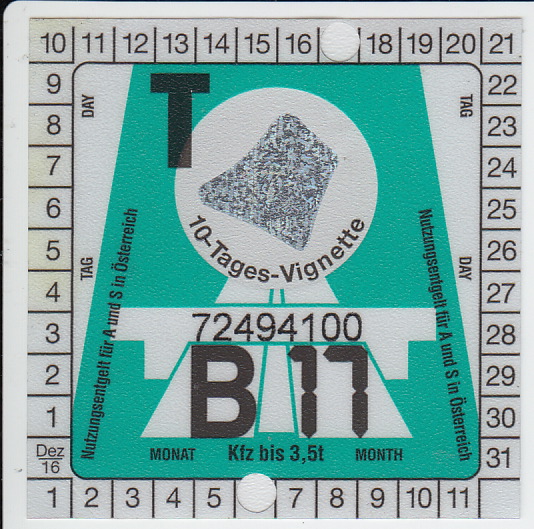 10 11 12 13 14 15 16 18 19 20 21
9 22
8 23
7 24
6 25
5 26
4 27
3 28
2 29
1 30
Dez 16 31
1 2 3 4 5 7 8 9 10 11
DAY
TAG
T
TAG
DAY
10-Tages-Vignette
Nutzungsentgelt für A und S in Österreich
Nutzungsentgelt für A und S in Österreich
72494100
B 17
MONAT Kfz bis 3,5t MONTH